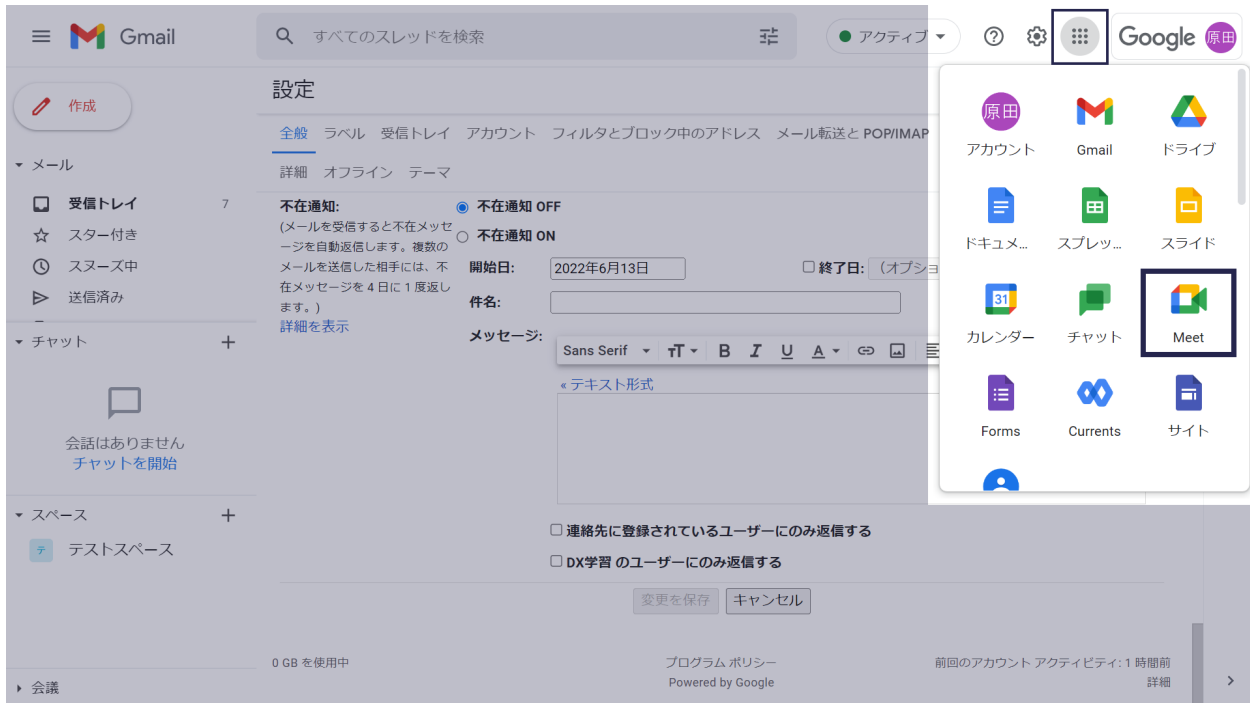 Gmail
すべてのスレッドを検索
アクティブ
Google 原田
作成
メール
受信トレイ 7
スター付き
スヌーズ中
送信済み
チャット
会話はありません
チャットを開始
スペース
テ テストスペース
会議
設定
全般 ラベル 受信トレイ アカウント フィルタとブロック中のアドレス メール転送と POP/IMAP
詳細 オフライン テーマ
不在通知:
(メールを受信すると不在メッセ
ージを自動返信します。複数の
メールを送信した相手には、不
在メッセージを 4 日に 1 度返し
ます。)
詳細を表示
不在通知 OFF
不在通知 ON
開始日: 2022年6月13日 終了日: (オプショ
件名:
メッセージ:
Sans Serif
« テキスト形式
連絡先に登録されているユーザーにのみ返信する
DX学習 のユーザーにのみ返信する
変更を保存 キャンセル
0 GB を使用中
プログラム ポリシー
Powered by Google
前回のアカウント アクティビティ: 1 時間前
詳細
原田
アカウント Gmail ドライブ
ドキュメ... スプレッ... スライド
31
カレンダー チャット Meet
Forms Currents サイト